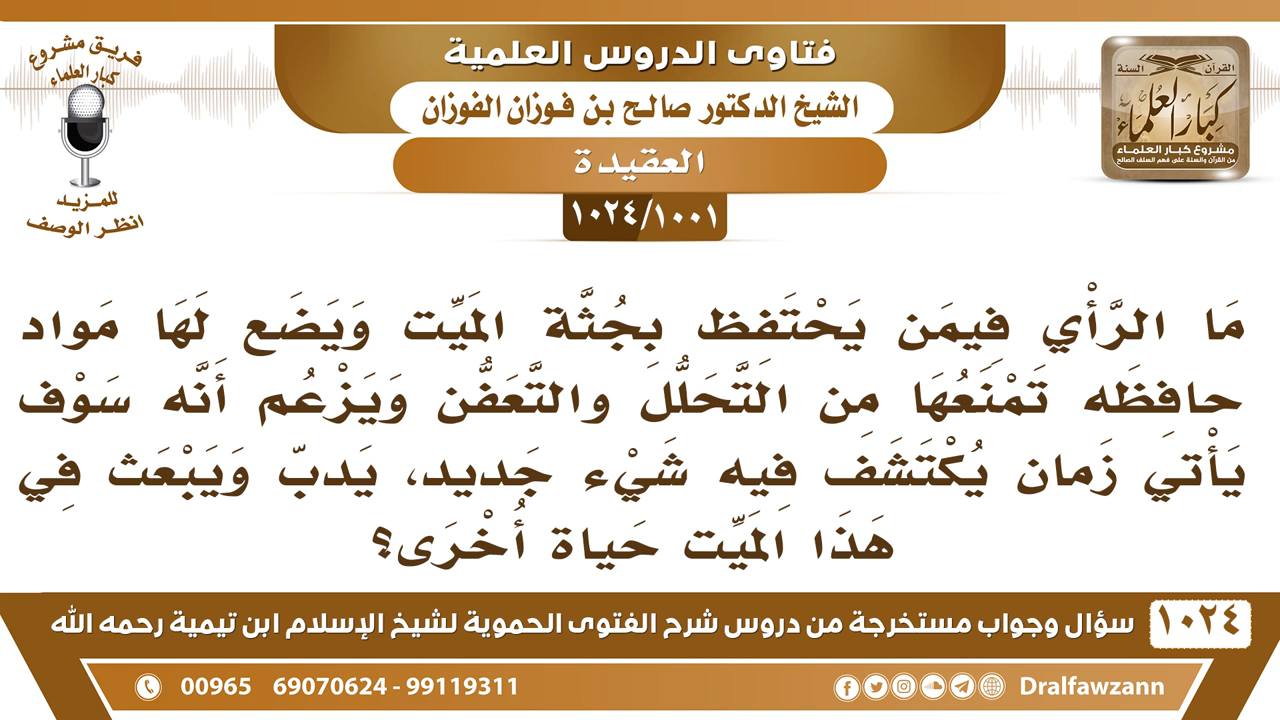 فتاوى الدروس العلمية
الشيخ الدكتور صالح بن فوزان الفوزان
العقيدة
١٠٢٤/١٠٠١
فريق مشروع
كبار العلماء
للمزيد
انظر الوصف
القرآن السنة
كبار العلماء
مشروع كبار العلماء
من القرآن والسنة على فهم السلف الصالح
مَا الرَّأْي فيمَن يَحْتَفظ بِجُثَّة المَيِّت وَيَضَع لَهَا مَواد
حافظَه تَمْنَعُهَا من التَّحَلُّل والتَّعَفُّن وَيَزْعُم أَنَّه سَوْف
يَأْتي زَمان يُكْتَشَف فيه شَيْء جَديد، يَدبّ وَيَبْعَث فِي
هَذَا المَيِّت حَياة أُخْرَى؟
١٠٢٤
سؤال وجواب مستخرجة من دروس شرح الفتوى الحموية لشيخ الإسلام ابن تيمية رحمه الله
00965 69070624 - 99119311
Dralfawzann